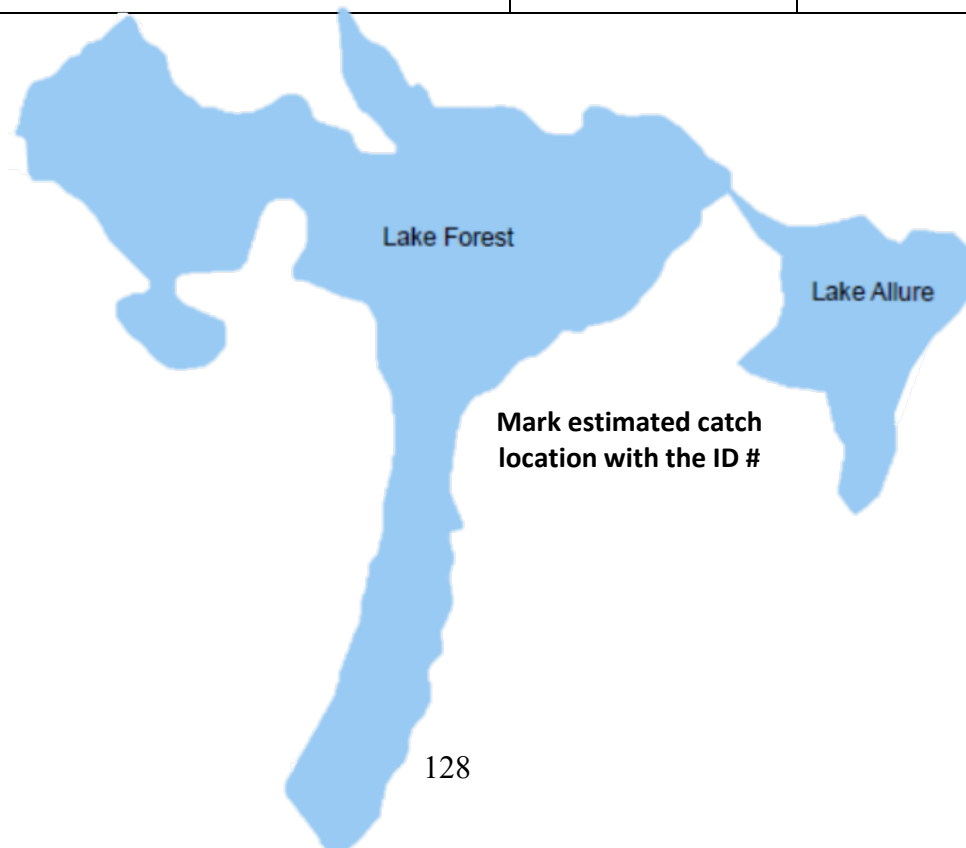 Lake Forest
Lake Allure
Mark estimated catch
location with the ID #
128